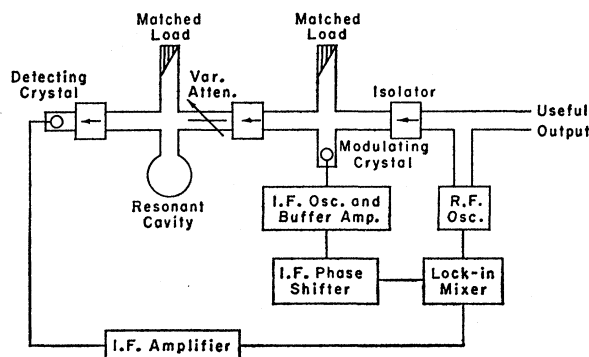 Matched
Load
Matched
Load
Detecting
Crystal
Var.
Atten.
Isolator
Useful
Output
Modulating
Crystal
Resonant
Cavity
I.F. Osc. and
Buffer Amp.
R.F.
Osc.
I.F. Phase
Shifter
Lock-in
Mixer
I.F. Amplifier